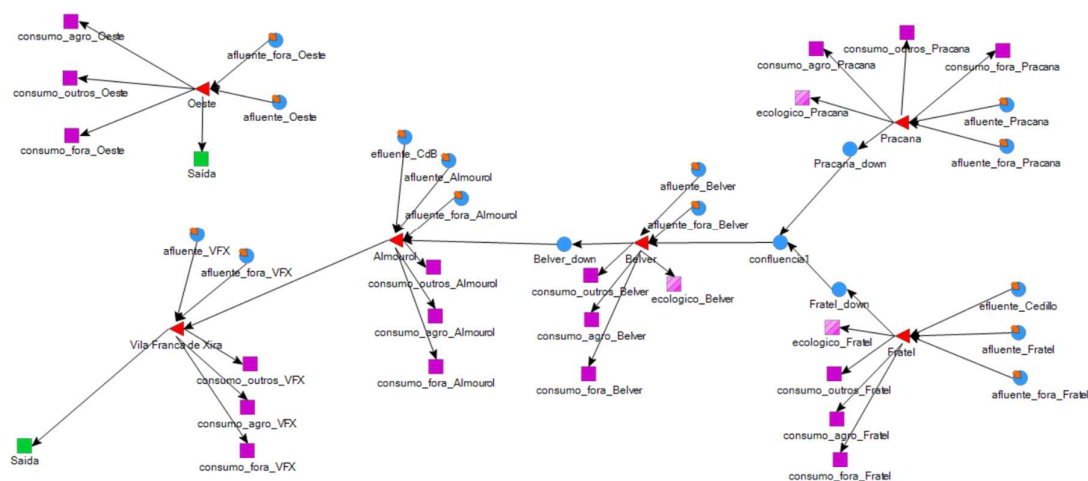 consumo_agro_Oeste
afluente_fora_Oeste
consumo_outros_Oeste
Oeste
afluente_Oeste
consumo_fora_Oeste
Saída
consumo_outros_Pracana
consumo_agro_Pracana
consumo_fora_Pracana
ecologico_Pracana
afluente_Pracana
Pracana
afluente_fora_Pracana
Pracana_down
efluente_CdB
afluente_Almourol
afluente_fora_Almourol
afluente_Belver
afluente_fora_Belver
afluente_VFX
afluente_fora_VFX
Almourol
Belver_down
Belver
confluencia1
consumo_outros_Almourol
consumo_outros_Belver
ecologico_Belver
Fratel_down
efluente_Cedillo
consumo_agro_Almourol
consumo_agro_Belver
ecologico_Fratel
Fratel
afluente_Fratel
Vila Franca de Xira
consumo_outros_VFX
consumo_fora_Almourol
consumo_fora_Belver
consumo_outros_Fratel
afluente_fora_Fratel
consumo_agro_VFX
consumo_agro_Fratel
Saida
consumo_fora_VFX
consumo_fora_Fratel